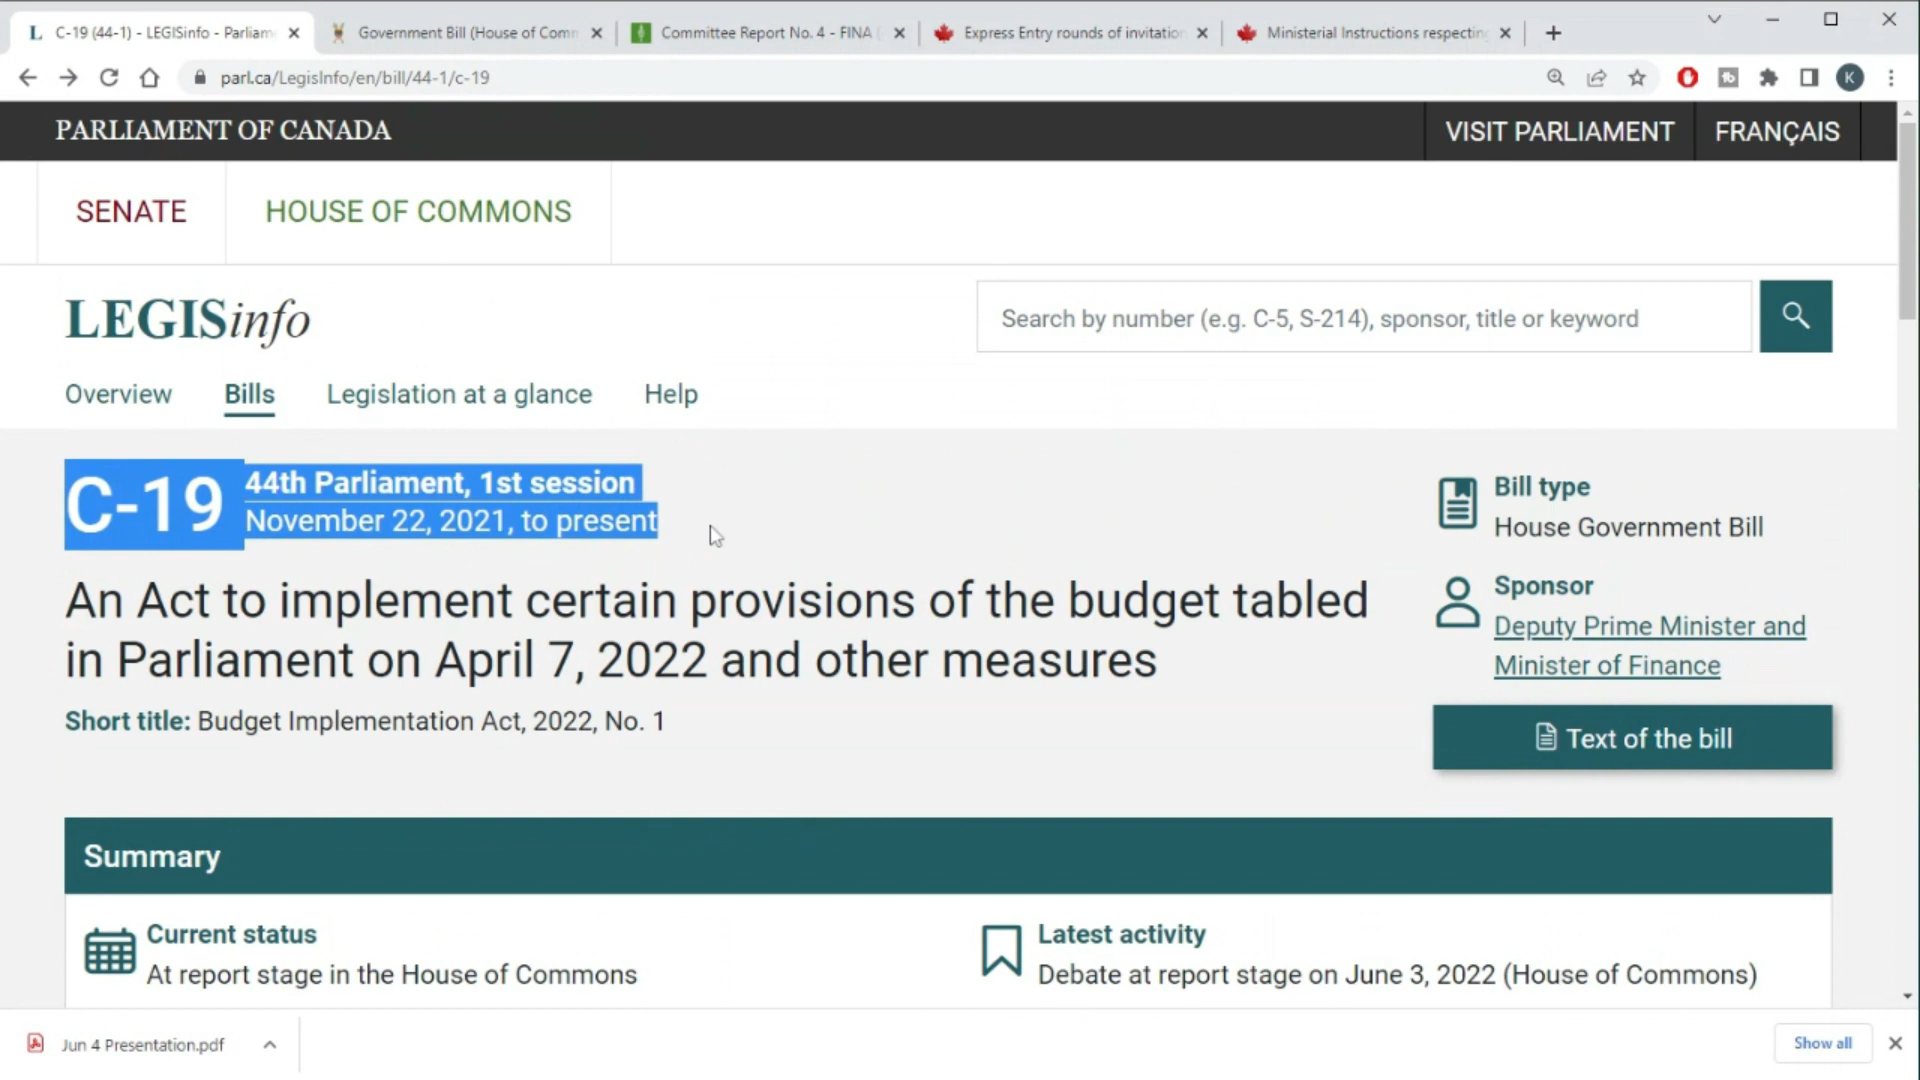 C-19 (44-1) - LEGISinfo - Parliam
Government Bill (House of Comm
Committee Report No. 4 - FINA (
Express Entry rounds of invitation
Ministerial Instructions respecting
parl.ca/LegisInfo/en/bill/44-1/c-19
K
PARLIAMENT OF CANADA
VISIT PARLIAMENT
FRANÇAIS
SENATE
HOUSE OF COMMONS
LEGISinfo
Search by number (e.g. C-5, S-214), sponsor, title or keyword
Overview
Bills
Legislation at a glance
Help
C-19
44th Parliament, 1st session
November 22, 2021, to present
An Act to implement certain provisions of the budget tabled
in Parliament on April 7, 2022 and other measures
Short title: Budget Implementation Act, 2022, No. 1
Bill type
House Government Bill
Sponsor
Deputy Prime Minister and
Minister of Finance
Text of the bill
Summary
Current status
At report stage in the House of Commons
Latest activity
Debate at report stage on June 3, 2022 (House of Commons)
Jun 4 Presentation.pdf
Show all